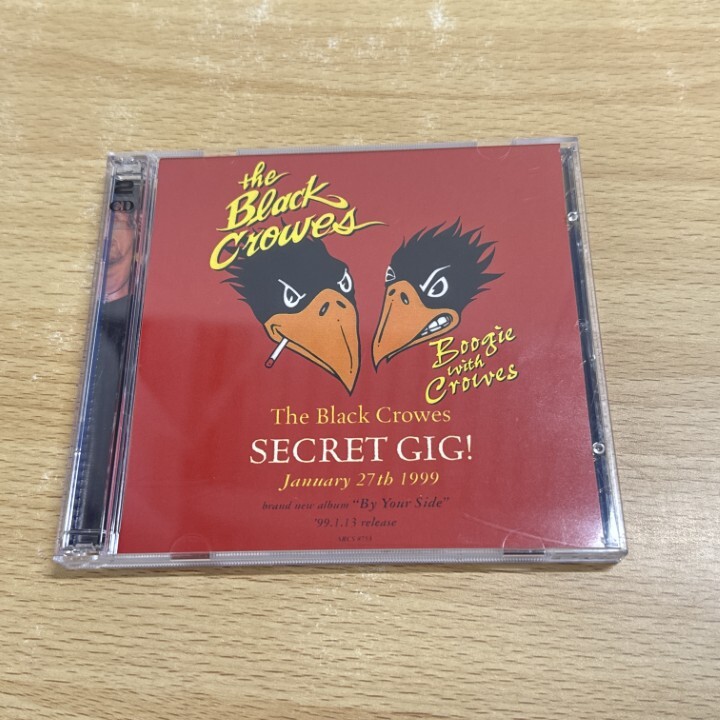 the
Black
Crowes
2
CD
Boogie
with
Crowes
The Black Crowes
SECRET GIG!
January 27th 1999
brand new album "By Your Side"
'99.1.13 release